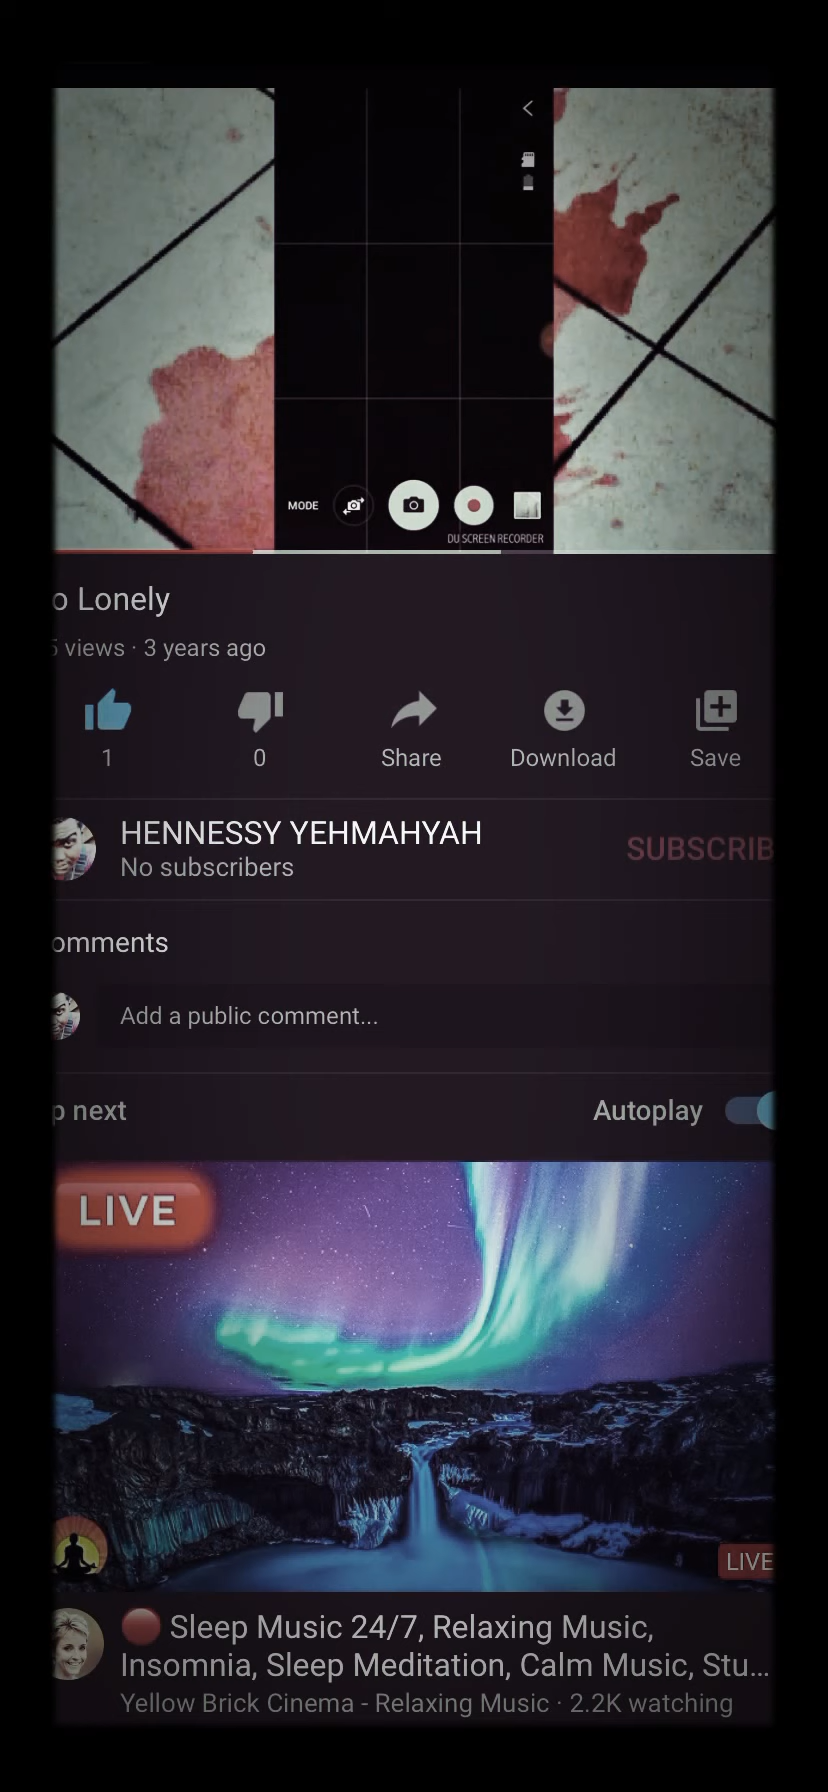 MODE
DU SCREEN RECORDER
o Lonely
views · 3 years ago
1
0
Share
Download
Save
HENNESSY YEHMAHYAH
SUBSCRIB
No subscribers
omments
Add a public comment...
p next
Autoplay
LIVE
LIVE
Sleep Music 24/7, Relaxing Music,
Insomnia, Sleep Meditation, Calm Music, Stu...
Yellow Brick Cinema - Relaxing Music · 2.2K watching